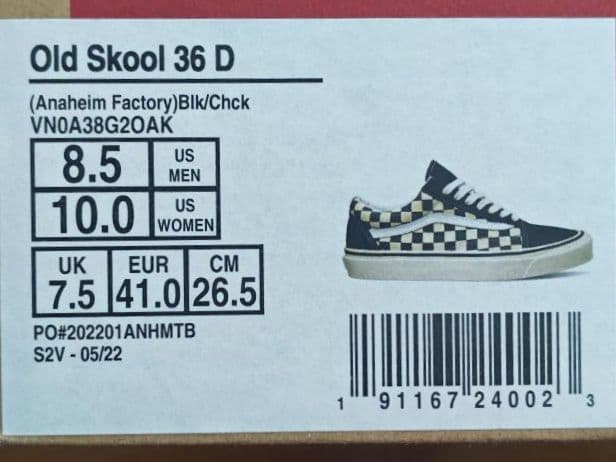 Old Skool 36 D
(Anaheim Factory)Blk/Chck
VN0A38G2OAK
8.5 US MEN
10.0 US WOMEN
UK EUR CM
7.5 41.0 26.5
PO#202201ANHMTB
S2V - 05/22
1 91167 24002 3